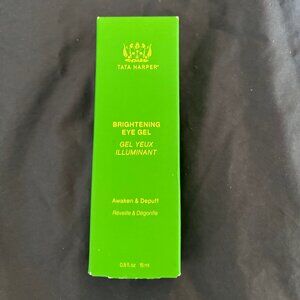 TATA HARPER
BRIGHTENING
EYE GEL
GEL YEUX
ILLUMINANT
Awaken & Depuff
Réveille & Dégonfle
0.5 fl oz · 15 ml